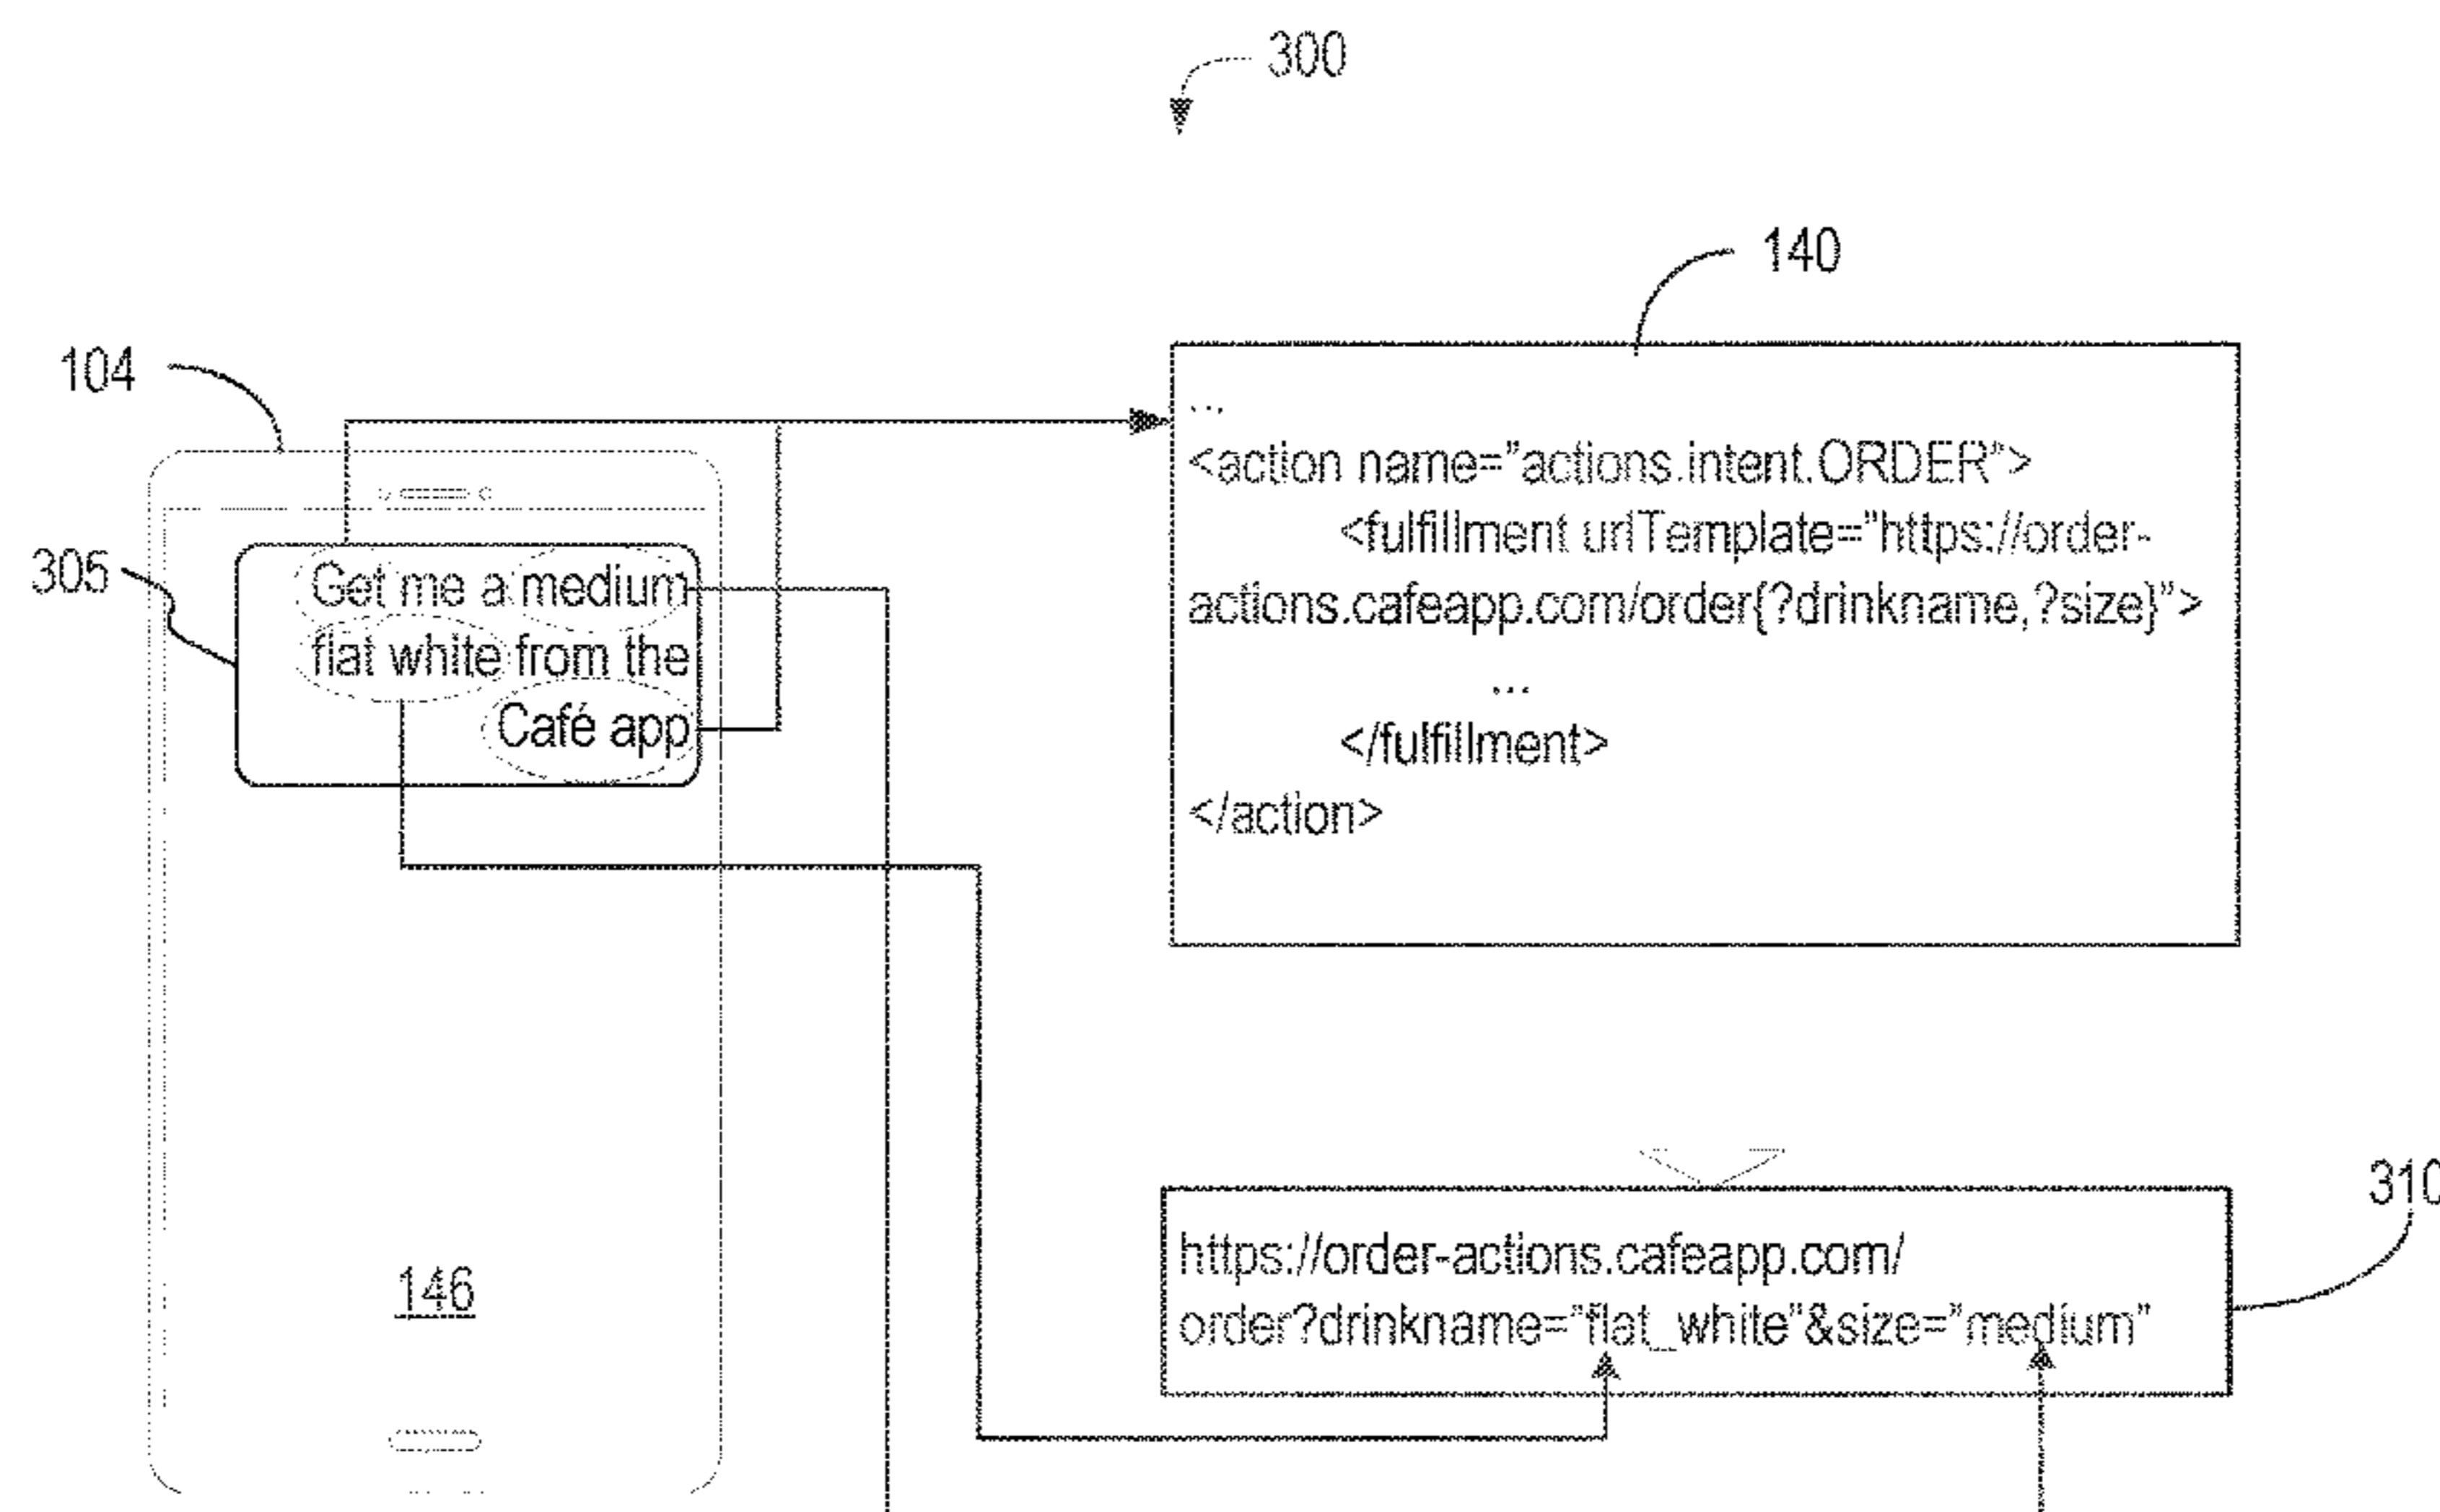 300
140
104
305
Get me a medium
flat white from the
Café app
...
<action name="actions.intent.ORDER”>
<fulfillment urlTemplate=”https://order-
actions.cafeapp.com/order{?drinkname,?size}”>
...
</fulfillment>
</action>
146
310
https://order-actions.cafeapp.com/
order?drinkname=“flat_white”&size=”medium”